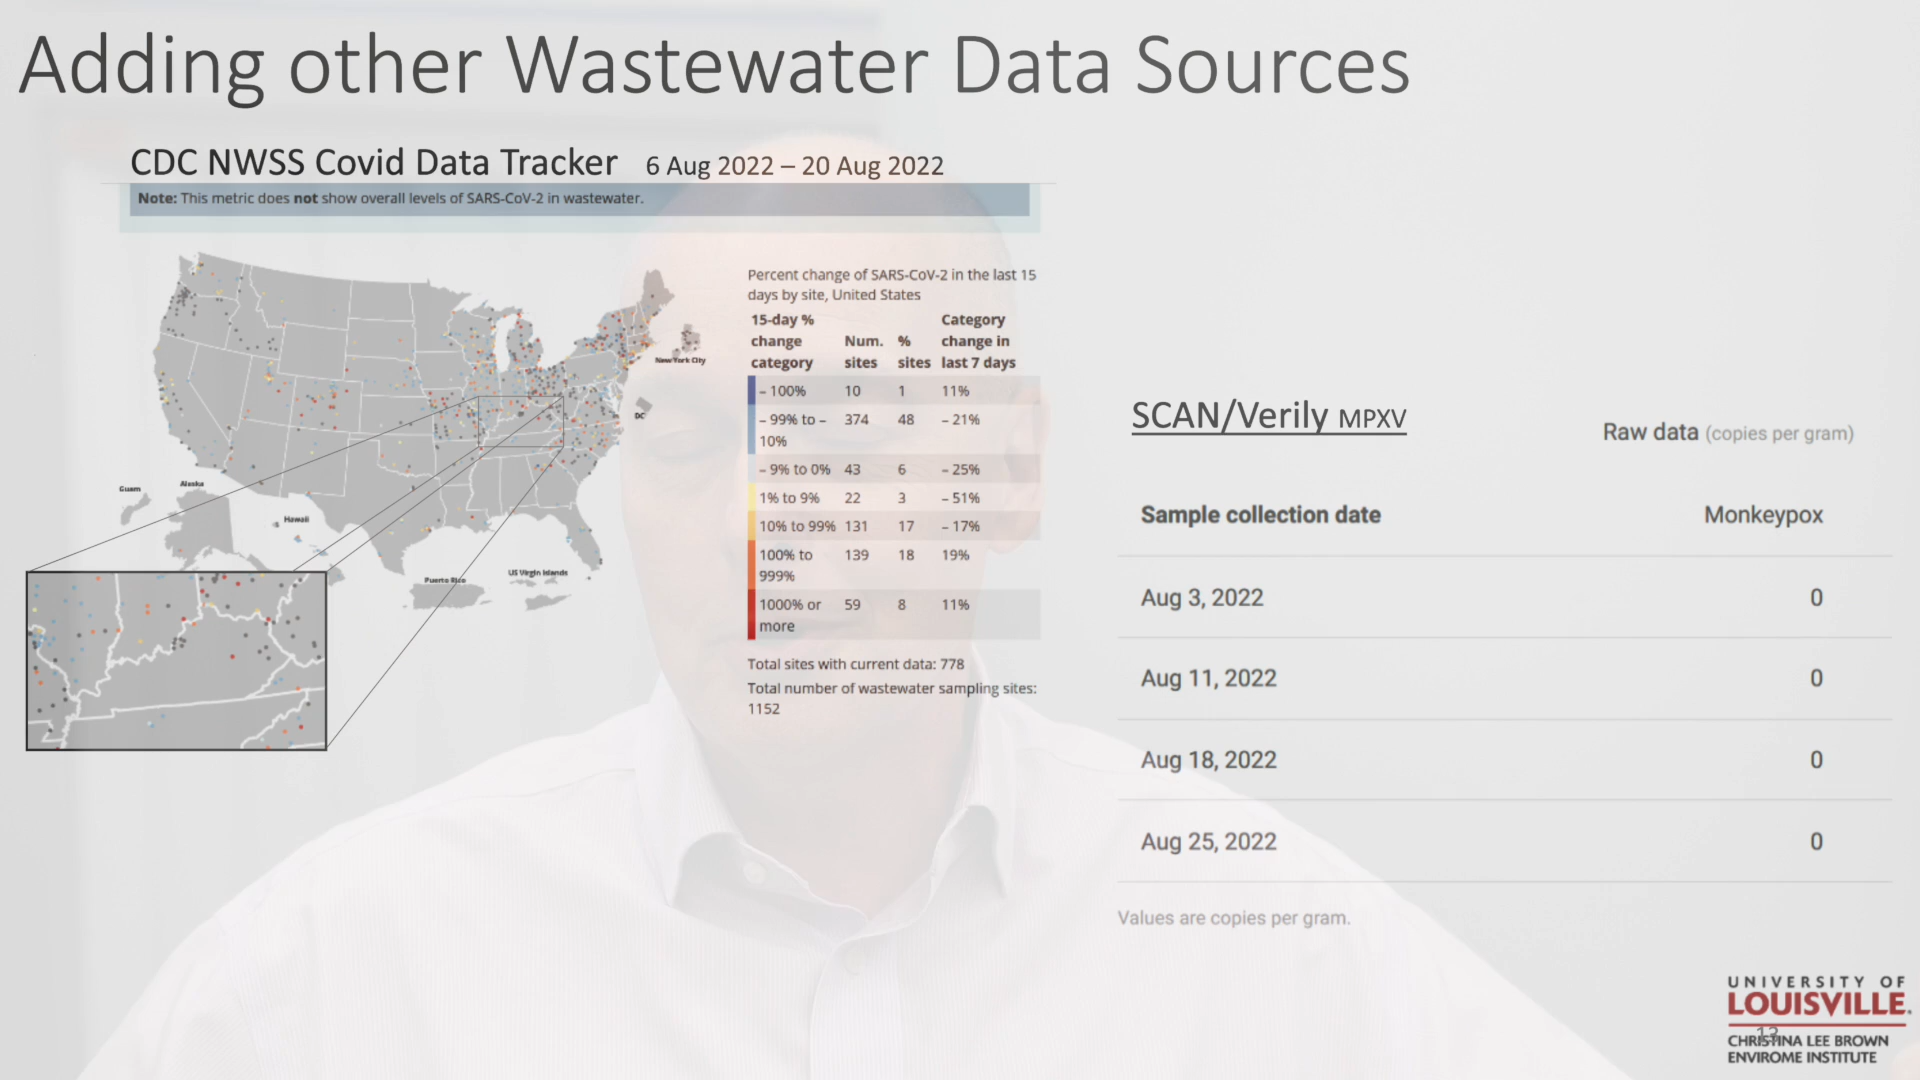 Adding other Wastewater Data Sources
CDC NWSS Covid Data Tracker 6 Aug 2022 – 20 Aug 2022
Note: This metric does not show overall levels of SARS-CoV-2 in wastewater.
New York City
DC
Guam
Alaska
Hawaii
Puerto Rico
US Virgin Islands
Percent change of SARS-CoV-2 in the last 15
days by site, United States
15-day % change category Num. sites % sites Category change in last 7 days
– 100% 10 1 11%
– 99% to – 10% 374 48 – 21%
– 9% to 0% 43 6 – 25%
1% to 9% 22 3 – 51%
10% to 99% 131 17 – 17%
100% to 999% 139 18 19%
1000% or more 59 8 11%
Total sites with current data: 778
Total number of wastewater sampling sites:
1152
SCAN/Verily MPXV
Raw data (copies per gram)
Sample collection date Monkeypox
Aug 3, 2022 0
Aug 11, 2022 0
Aug 18, 2022 0
Aug 25, 2022 0
Values are copies per gram.
UNIVERSITY OF
LOUISVILLE.
13
CHRISTINA LEE BROWN
ENVIROME INSTITUTE